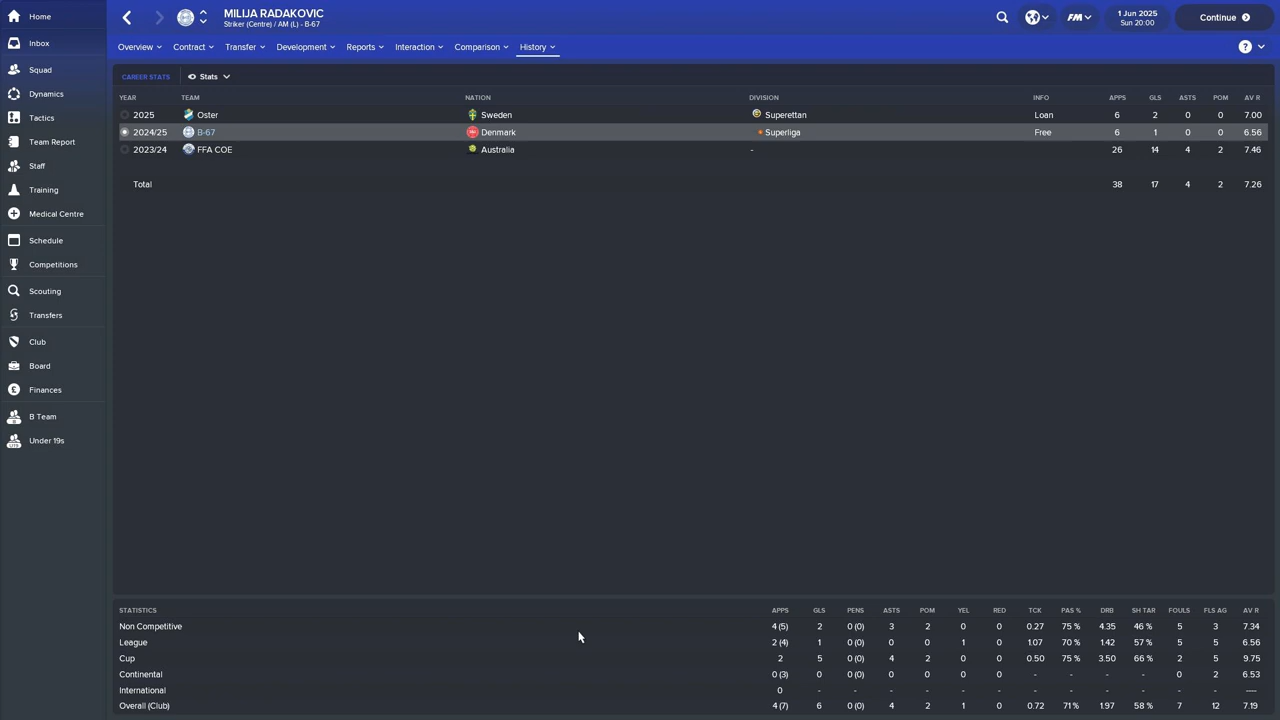 Home
MILIJA RADAKOVIC
Striker (Centre) / AM (L) - B-67
FM
1 Jun 2025
Sun 20:00
Continue
Inbox
Squad
Dynamics
Tactics
Team Report
Staff
Training
Medical Centre
Schedule
Competitions
Scouting
Transfers
Club
Board
Finances
B Team
Under 19s
Overview Contract Transfer Development Reports Interaction Comparison History ?
CAREER STATS Stats
YEAR TEAM NATION DIVISION INFO APPS GLS ASTS POM AV R
2025 Oster Sweden Superettan Loan 6 2 0 0 7.00
2024/25 B-67 Denmark Superliga Free 6 1 0 0 6.56
2023/24 FFA COE Australia - 26 14 4 2 7.46
Total 38 17 4 2 7.26
STATISTICS APPS GLS PENS ASTS POM YEL RED TCK PAS % DRB SH TAR FOULS FLS AG AV R
Non Competitive 4 (5) 2 0 (0) 3 2 0 0 0.27 75 % 4.35 46 % 5 3 7.34
League 2 (4) 1 0 (0) 0 0 1 0 1.07 70 % 1.42 57 % 5 5 6.56
Cup 2 5 0 (0) 4 2 0 0 0.50 75 % 3.50 66 % 2 5 9.75
Continental 0 (3) 0 0 (0) 0 0 0 0 - - - - 0 2 6.53
International 0 - - - - - - - - - - - - ----
Overall (Club) 4 (7) 6 0 (0) 4 2 1 0 0.72 71 % 1.97 58 % 7 12 7.19